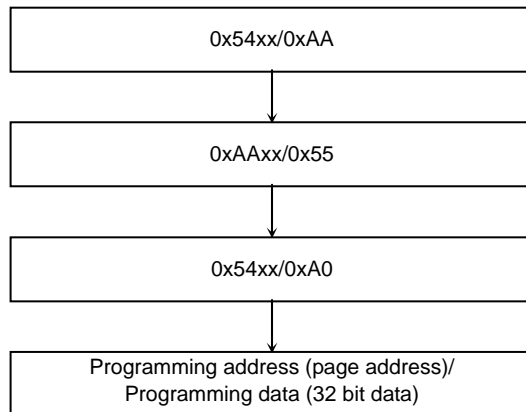 0x54xx/0xAA
0xAAxx/0x55
0x54xx/0xA0
Programming address (page address)/
Programming data (32 bit data)